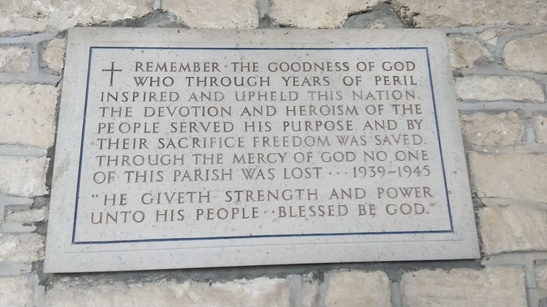 REMEMBER THE GOODNESS OF GOD
WHO THROUGH YEARS OF PERIL
INSPIRED AND UPHELD THIS NATION.
THE DEVOTION AND HEROISM OF THE
PEOPLE SERVED HIS PURPOSE AND BY
THEIR SACRIFICE FREEDOM WAS SAVED.
THROUGH THE MERCY OF GOD NO ONE
OF THIS PARISH WAS LOST ··· 1939-1945
"HE GIVETH STRENGTH AND POWER
UNTO HIS PEOPLE··BLESSED BE GOD."